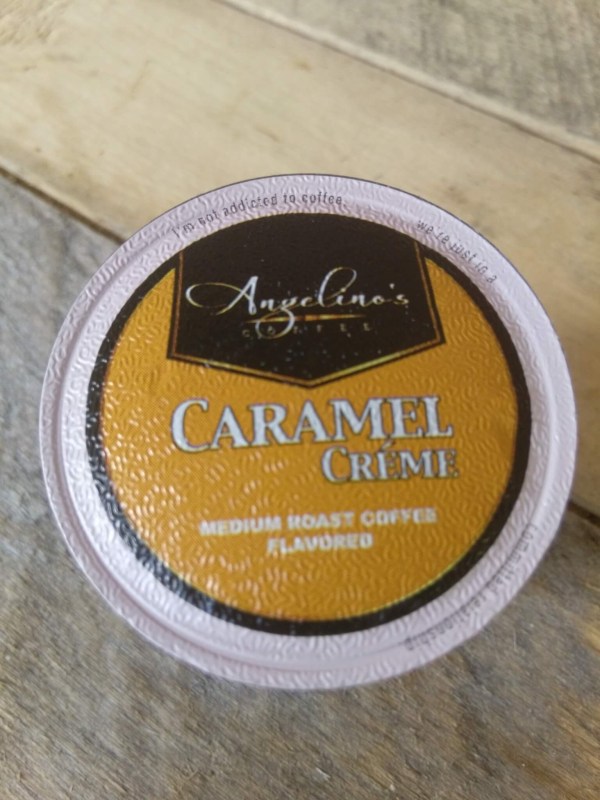 I'm not addicted to coffee
we're just in a
Angelino's
COFFEE
CARAMEL
CRÉME
MEDIUM ROAST COFFEE
FLAVORED